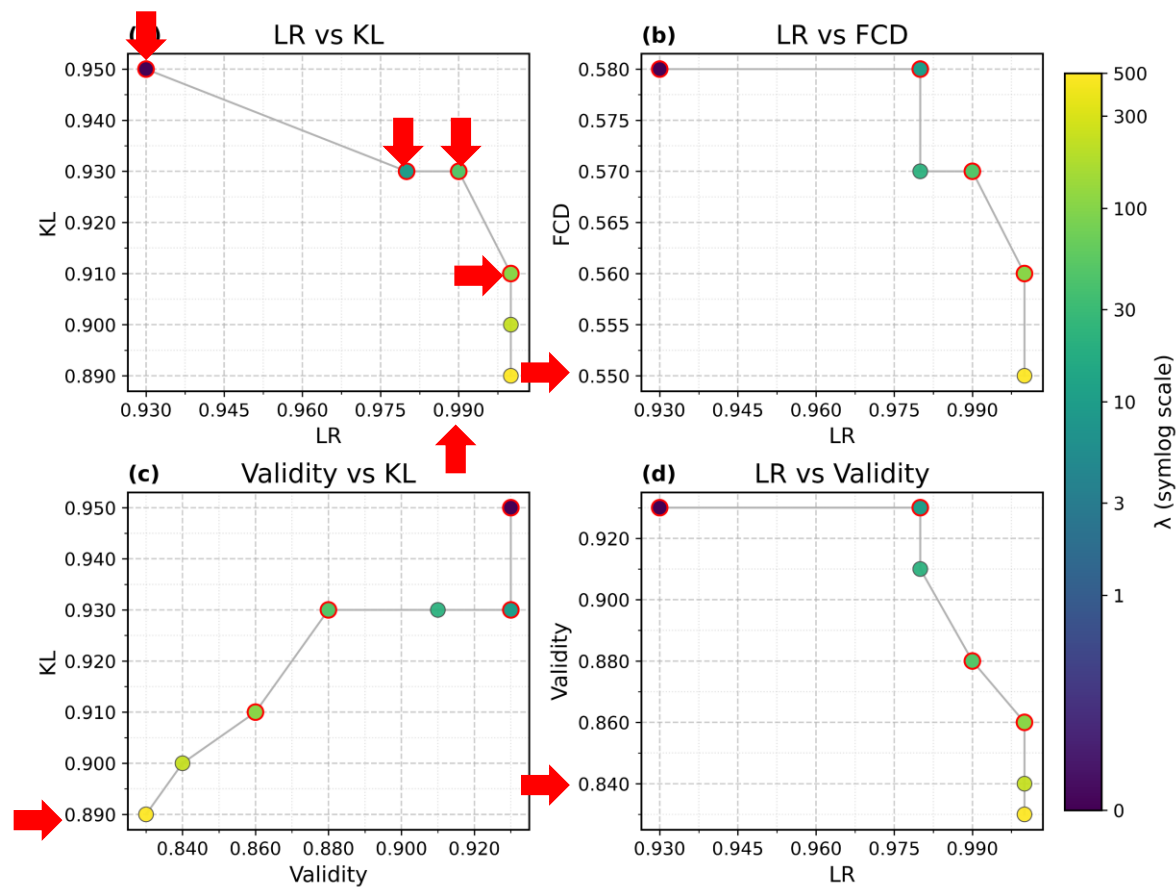 LR vs KL
0.950
0.940
0.930
0.920
0.910
0.900
0.890
KL
0.930 0.945 0.960 0.975 0.990
LR
(b) LR vs FCD
0.580
0.575
0.570
0.565
0.560
0.555
0.550
FCD
0.930 0.945 0.960 0.975 0.990
LR
(c) Validity vs KL
0.950
0.940
0.930
0.920
0.910
0.900
0.890
KL
0.840 0.860 0.880 0.900 0.920
Validity
(d) LR vs Validity
0.920
0.900
0.880
0.860
0.840
Validity
0.930 0.945 0.960 0.975 0.990
LR
500
300
100
30
10
3
1
0
λ (symlog scale)